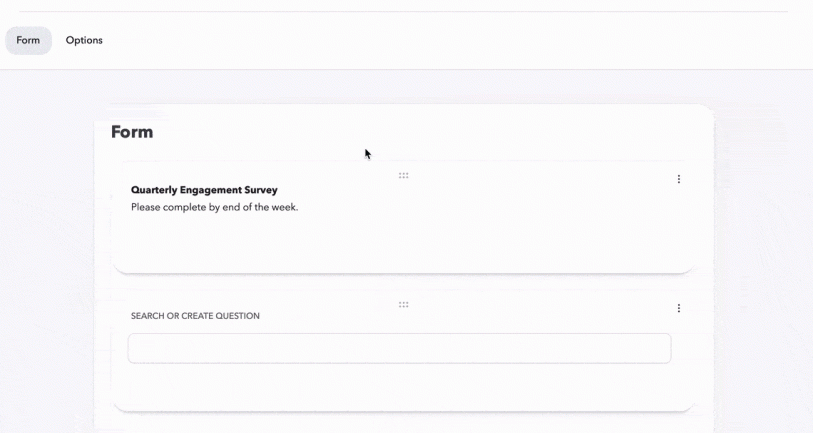 Form
Options
Form
Quarterly Engagement Survey
Please complete by end of the week.
SEARCH OR CREATE QUESTION